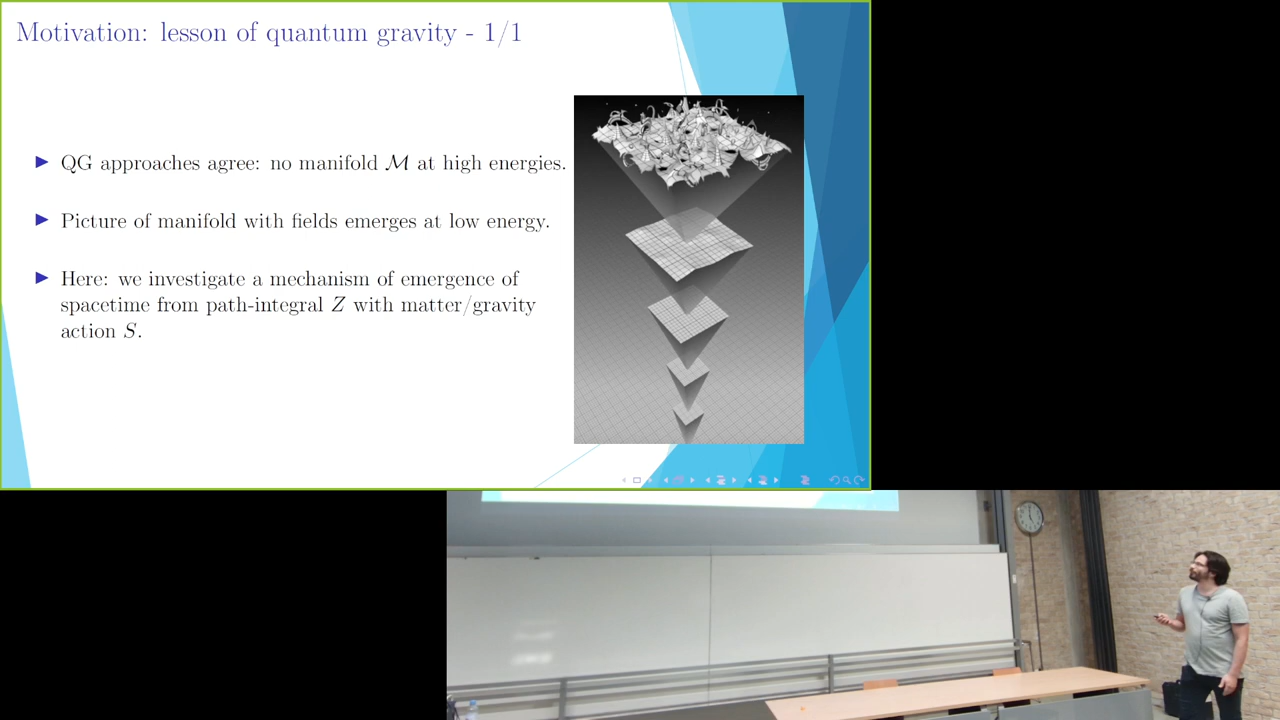 Motivation: lesson of quantum gravity - 1/1
▶ QG approaches agree: no manifold ℳ at high energies.
▶ Picture of manifold with fields emerges at low energy.
▶ Here: we investigate a mechanism of emergence of
spacetime from path-integral Z with matter/gravity
action S.